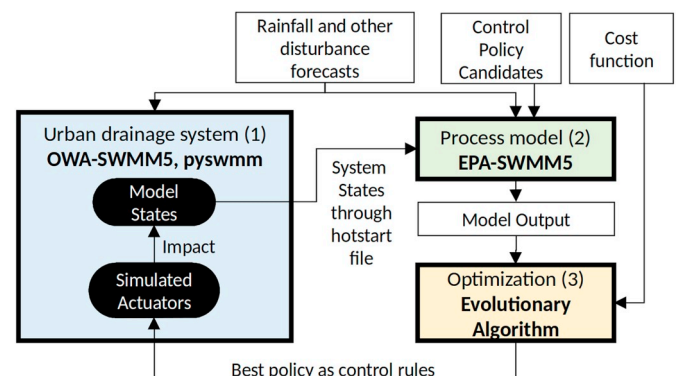 Rainfall and other
disturbance
forecasts
Control
Policy
Candidates
Cost
function
Urban drainage system (1)
OWA-SWMM5, pyswmm
Model
States
Impact
Simulated
Actuators
System
States
through
hotstart
file
Process model (2)
EPA-SWMM5
Model Output
Optimization (3)
Evolutionary
Algorithm
Best policy as control rules